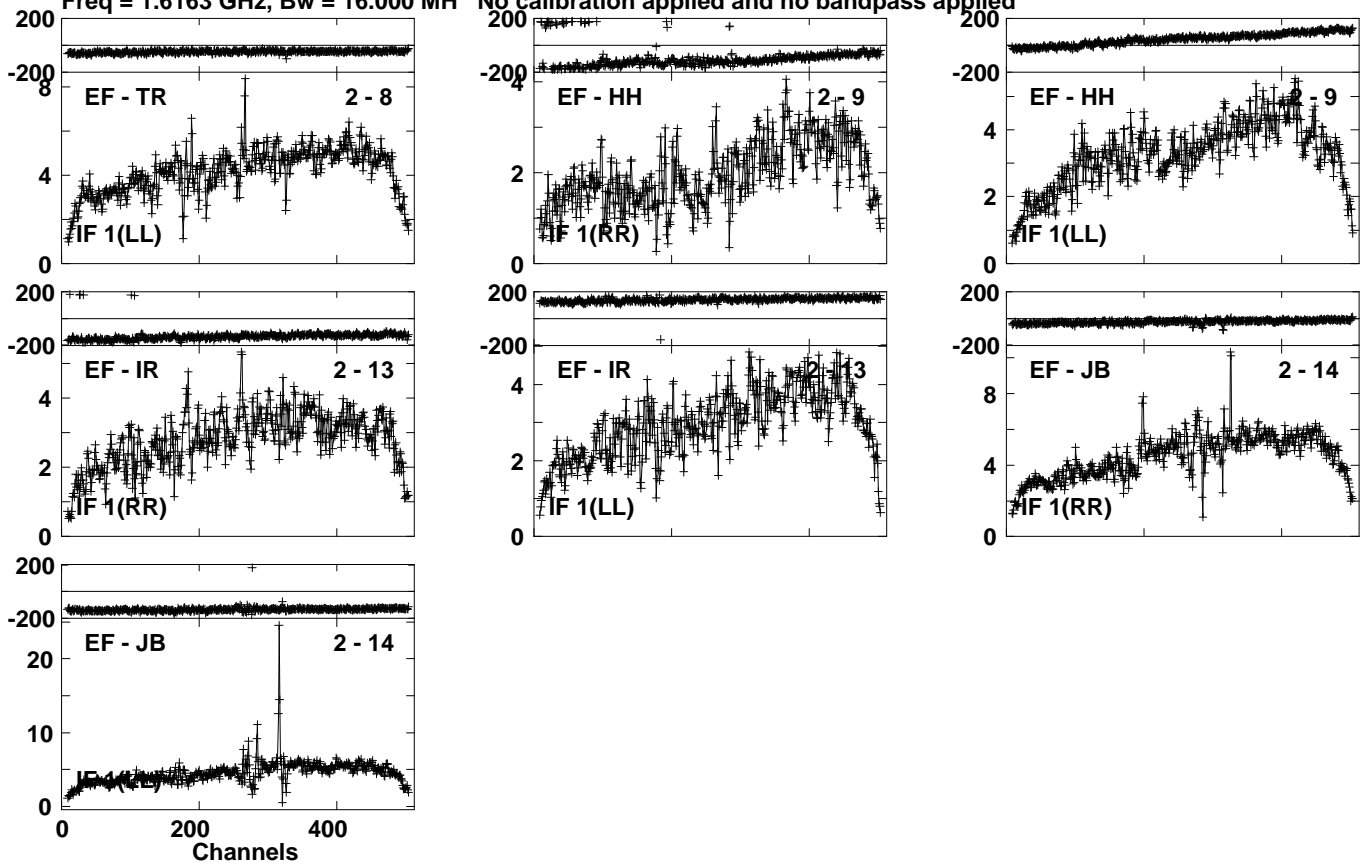 Freq = 1.6163 GHz, Bw = 16.000 MH No calibration applied and no bandpass applied
200
-200
8
4
0
EF - TR 2 - 8
IF 1(LL)
4
2
0
EF - HH 2 - 9
IF 1(RR)
4
2
0
200
-200
EF - HH 2 - 9
IF 1(LL)
200
-200
4
2
0
EF - IR 2 - 13
IF 1(RR)
200
-200
4
2
0
EF - IR 2 - 13
IF 1(LL)
200
-200
8
4
0
EF - JB 2 - 14
IF 1(RR)
200
-200
20
10
0
EF - JB 2 - 14
IF 1(LL)
0 200 400
Channels